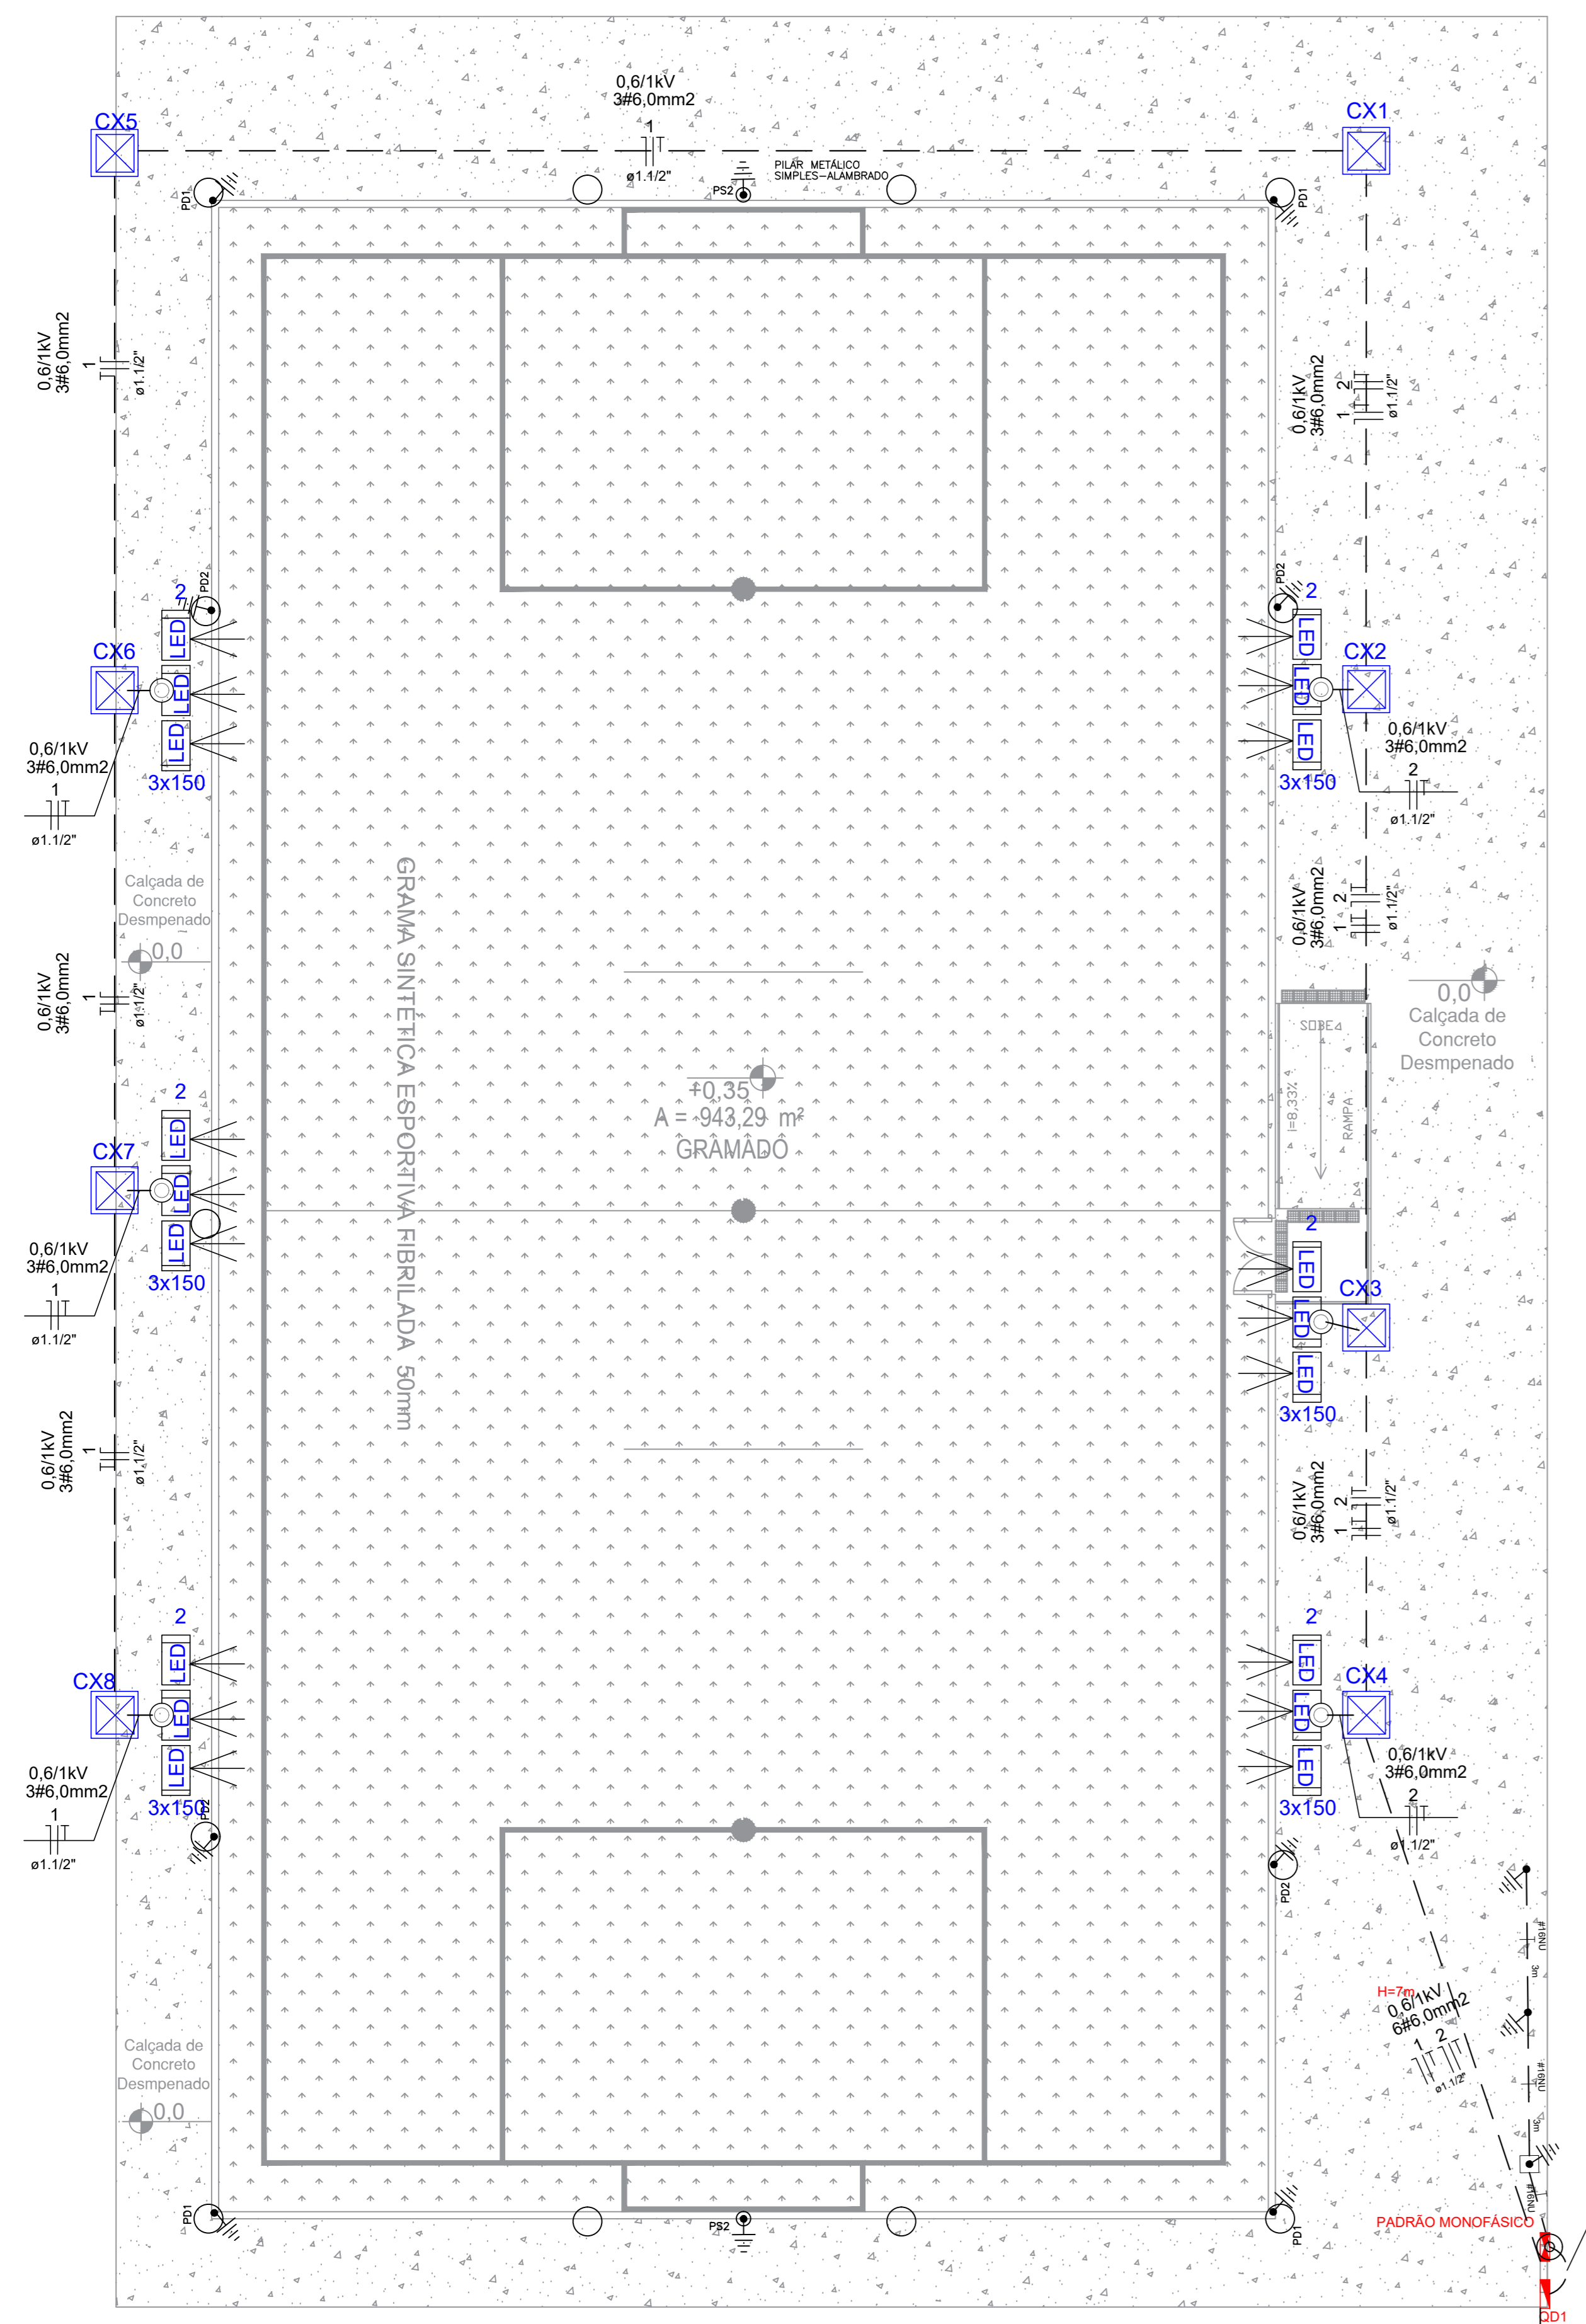 0,6/1kV
3#6,0mm2
1
ø1.1/2"
CX5
CX1
PILAR METÁLICO
SIMPLES-ALAMBRADO
PS2
PD1
PD1
0,6/1kV
3#6,0mm2
1
ø1.1/2"
0,6/1kV
3#6,0mm2
1 2
ø1.1/2"
PD2
2
LED
CX6
LED
LED
3x150
0,6/1kV
3#6,0mm2
1
ø1.1/2"
PD2
2
LED
CX2
LED
LED
3x150
0,6/1kV
3#6,0mm2
2
ø1.1/2"
Calçada de
Concreto
Desmpenado
0,0
0,6/1kV
3#6,0mm2
1 2
ø1.1/2"
GRAMA SINTÉTICA ESPORTIVA FIBRILADA 50mm
0,6/1kV
3#6,0mm2
1
ø1.1/2"
0,0
Calçada de
Concreto
Desmpenado
SOBE
i=8,33%
RAMPA
+0,35
A = 943,29 m²
GRAMADO
2
LED
CX7
LED
LED
3x150
0,6/1kV
3#6,0mm2
1
ø1.1/2"
2
LED
CX3
LED
LED
3x150
0,6/1kV
3#6,0mm2
1
ø1.1/2"
0,6/1kV
3#6,0mm2
1 2
ø1.1/2"
2
LED
CX8
LED
LED
3x150
PD2
0,6/1kV
3#6,0mm2
1
ø1.1/2"
2
LED
CX4
LED
LED
3x150
0,6/1kV
3#6,0mm2
2
ø1.1/2"
PD2
#16NU
3m
H=7m
0,6/1kV
6#6,0mm2
1 2
ø1.1/2"
#16NU
3m
Calçada de
Concreto
Desmpenado
0,0
#16NU
PD1
PS2
PD1
PADRÃO MONOFÁSICO
QD1